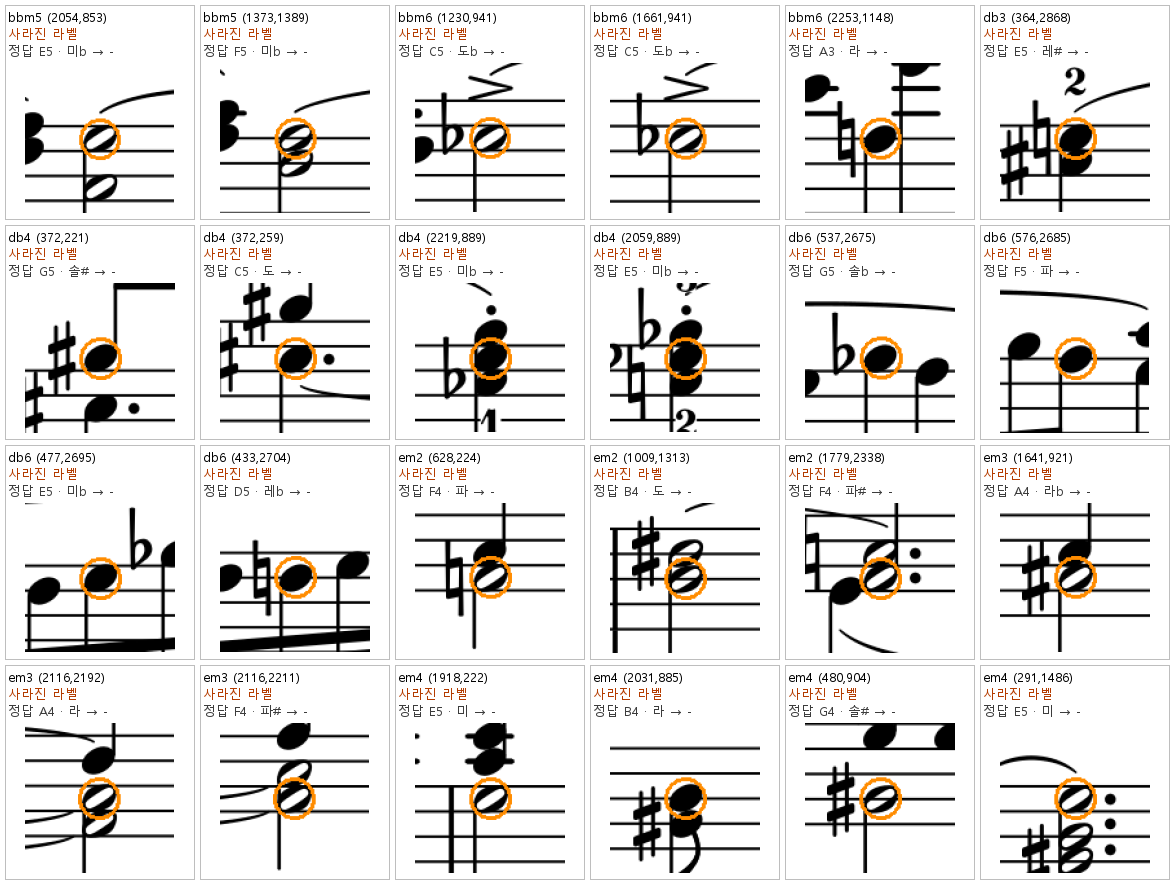 bbm5 (2054,853)
사라진 라벨
정답 E5 · 미b → -
bbm5 (1373,1389)
사라진 라벨
정답 F5 · 미b → -
bbm6 (1230,941)
사라진 라벨
정답 C5 · 도b → -
bbm6 (1661,941)
사라진 라벨
정답 C5 · 도b → -
bbm6 (2253,1148)
사라진 라벨
정답 A3 · 라 → -
db3 (364,2868)
사라진 라벨
정답 E5 · 레# → -
2
db4 (372,221)
사라진 라벨
정답 G5 · 솔# → -
db4 (372,259)
사라진 라벨
정답 C5 · 도 → -
db4 (2219,889)
사라진 라벨
정답 E5 · 미b → -
1
db4 (2059,889)
사라진 라벨
정답 E5 · 미b → -
2
db6 (537,2675)
사라진 라벨
정답 G5 · 솔b → -
db6 (576,2685)
사라진 라벨
정답 F5 · 파 → -
db6 (477,2695)
사라진 라벨
정답 E5 · 미b → -
db6 (433,2704)
사라진 라벨
정답 D5 · 레b → -
em2 (628,224)
사라진 라벨
정답 F4 · 파 → -
em2 (1009,1313)
사라진 라벨
정답 B4 · 도 → -
em2 (1779,2338)
사라진 라벨
정답 F4 · 파# → -
em3 (1641,921)
사라진 라벨
정답 A4 · 라b → -
em3 (2116,2192)
사라진 라벨
정답 A4 · 라 → -
em3 (2116,2211)
사라진 라벨
정답 F4 · 파# → -
em4 (1918,222)
사라진 라벨
정답 E5 · 미 → -
em4 (2031,885)
사라진 라벨
정답 B4 · 라 → -
em4 (480,904)
사라진 라벨
정답 G4 · 솔# → -
em4 (291,1486)
사라진 라벨
정답 E5 · 미 → -